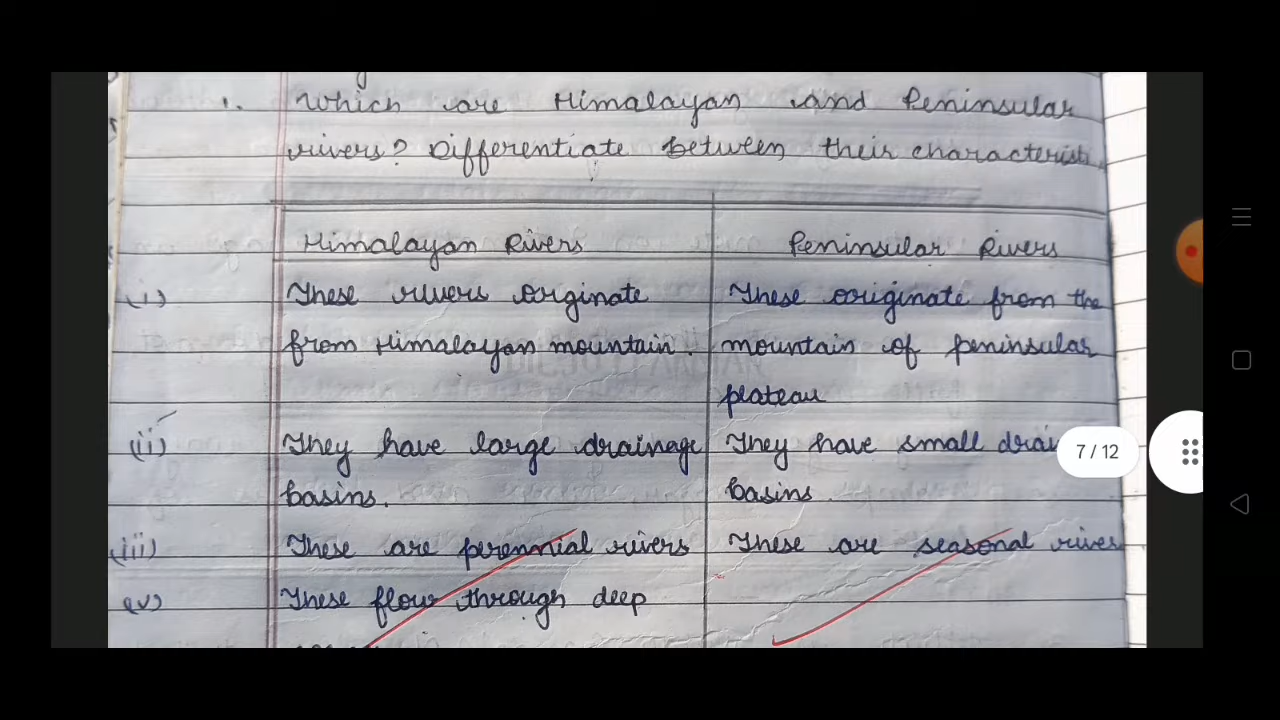 1. Which are Himalayan and Peninsular
rivers? Differentiate between their characteristi
Himalayan Rivers Peninsular Rivers
(i) These rivers orginate These originate from the
from Himalayan mountain. mountain of peninsular
plateau
(ii) They have large drainage They have small drai
basins. basins.
(iii) These are perennial rivers These are seasonal river
(v) These flow through deep
7 / 12